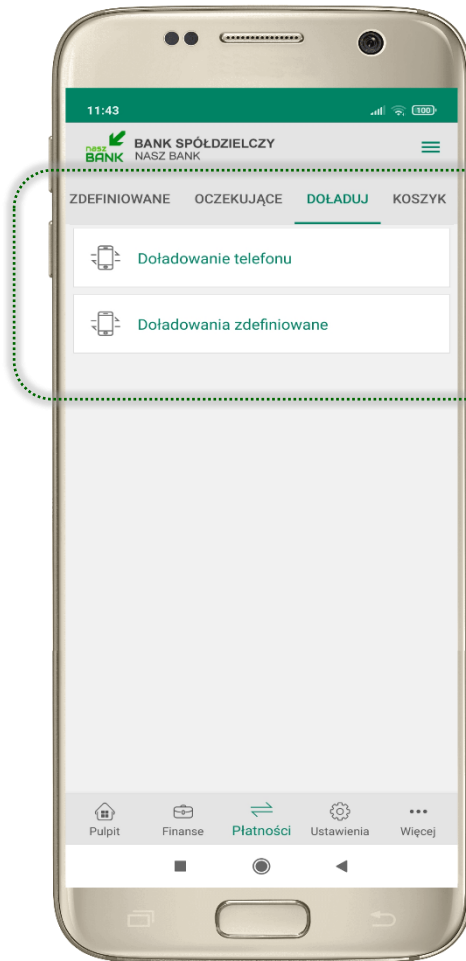 11:43
100
nasz
BANK
BANK SPÓŁDZIELCZY
NASZ BANK
ZDEFINIOWANE OCZEKUJĄCE DOŁADUJ KOSZYK
Doładowanie telefonu
Doładowania zdefiniowane
Pulpit Finanse Płatności Ustawienia Więcej